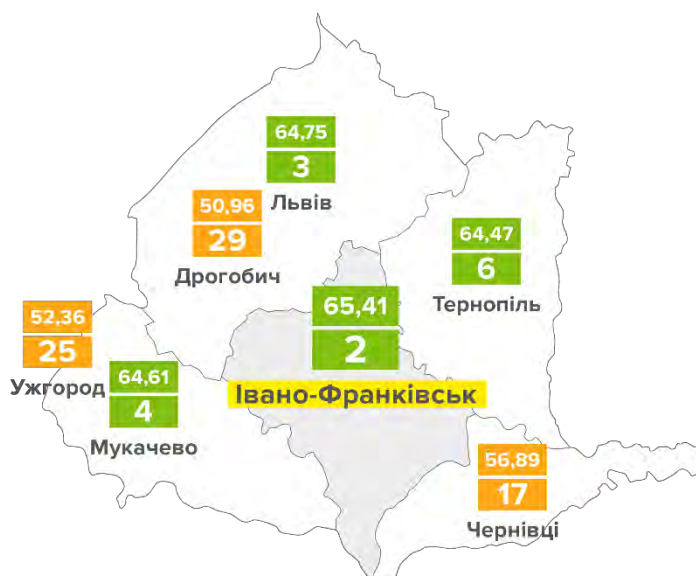 64,75
3
Львів
50,96
29
Дрогобич
64,47
6
Тернопіль
65,41
2
Івано-Франківськ
52,36
25
Ужгород
64,61
4
Мукачево
56,89
17
Чернівці